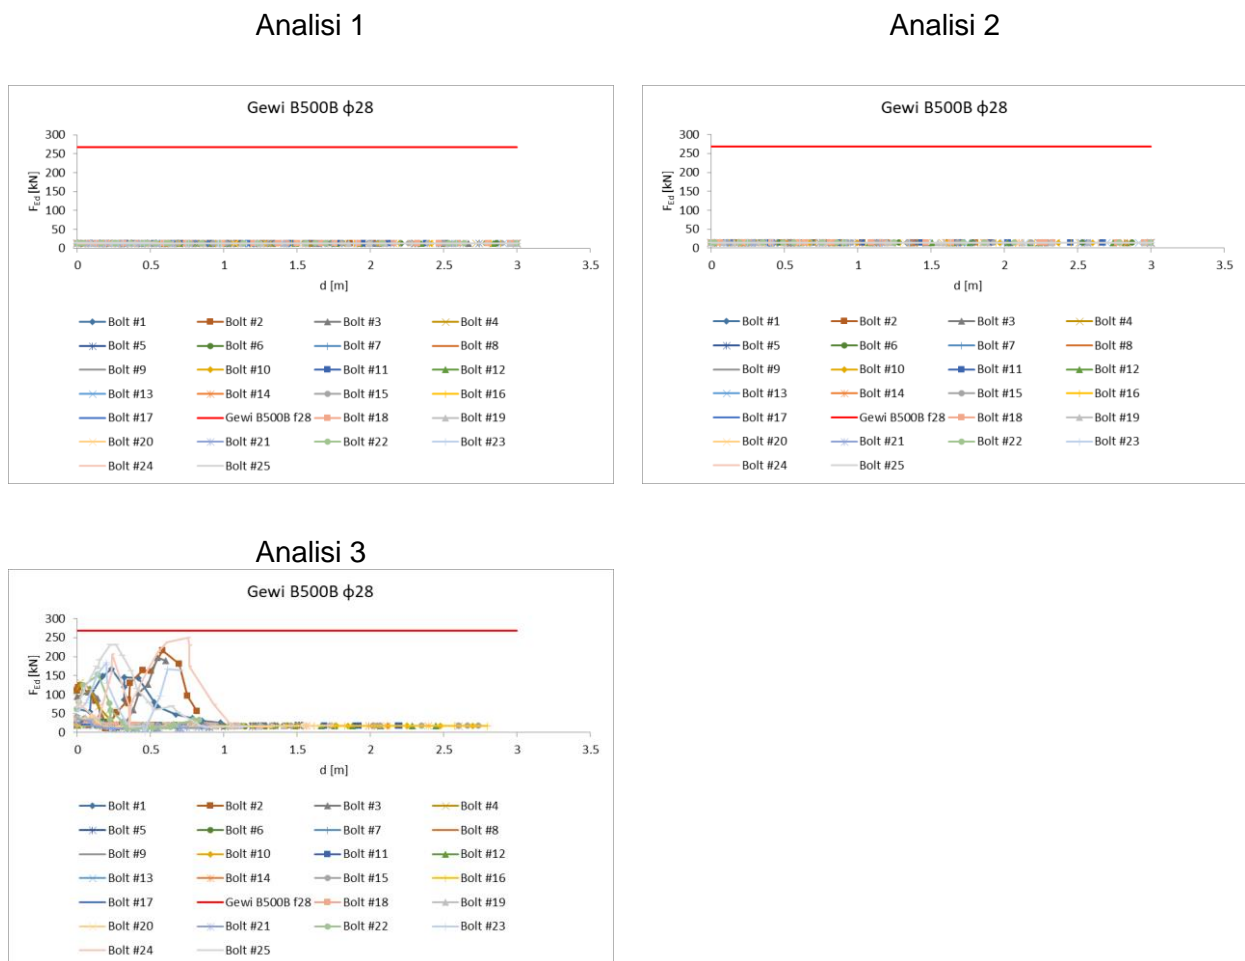 Analisi 1
Analisi 2
Gewi B500B ϕ28
300
250
200
150
100
50
0
F_Ed [kN]
0 0.5 1 1.5 2 2.5 3 3.5
d [m]
Bolt #1 Bolt #2 Bolt #3 Bolt #4
Bolt #5 Bolt #6 Bolt #7 Bolt #8
Bolt #9 Bolt #10 Bolt #11 Bolt #12
Bolt #13 Bolt #14 Bolt #15 Bolt #16
Bolt #17 Gewi B500B f28 Bolt #18 Bolt #19
Bolt #20 Bolt #21 Bolt #22 Bolt #23
Bolt #24 Bolt #25
Gewi B500B ϕ28
300
250
200
150
100
50
0
F_Ed [kN]
0 0.5 1 1.5 2 2.5 3 3.5
d [m]
Bolt #1 Bolt #2 Bolt #3 Bolt #4
Bolt #5 Bolt #6 Bolt #7 Bolt #8
Bolt #9 Bolt #10 Bolt #11 Bolt #12
Bolt #13 Bolt #14 Bolt #15 Bolt #16
Bolt #17 Gewi B500B f28 Bolt #18 Bolt #19
Bolt #20 Bolt #21 Bolt #22 Bolt #23
Bolt #24 Bolt #25
Analisi 3
Gewi B500B ϕ28
300
250
200
150
100
50
0
F_Ed [kN]
0 0.5 1 1.5 2 2.5 3 3.5
d [m]
Bolt #1 Bolt #2 Bolt #3 Bolt #4
Bolt #5 Bolt #6 Bolt #7 Bolt #8
Bolt #9 Bolt #10 Bolt #11 Bolt #12
Bolt #13 Bolt #14 Bolt #15 Bolt #16
Bolt #17 Gewi B500B f28 Bolt #18 Bolt #19
Bolt #20 Bolt #21 Bolt #22 Bolt #23
Bolt #24 Bolt #25